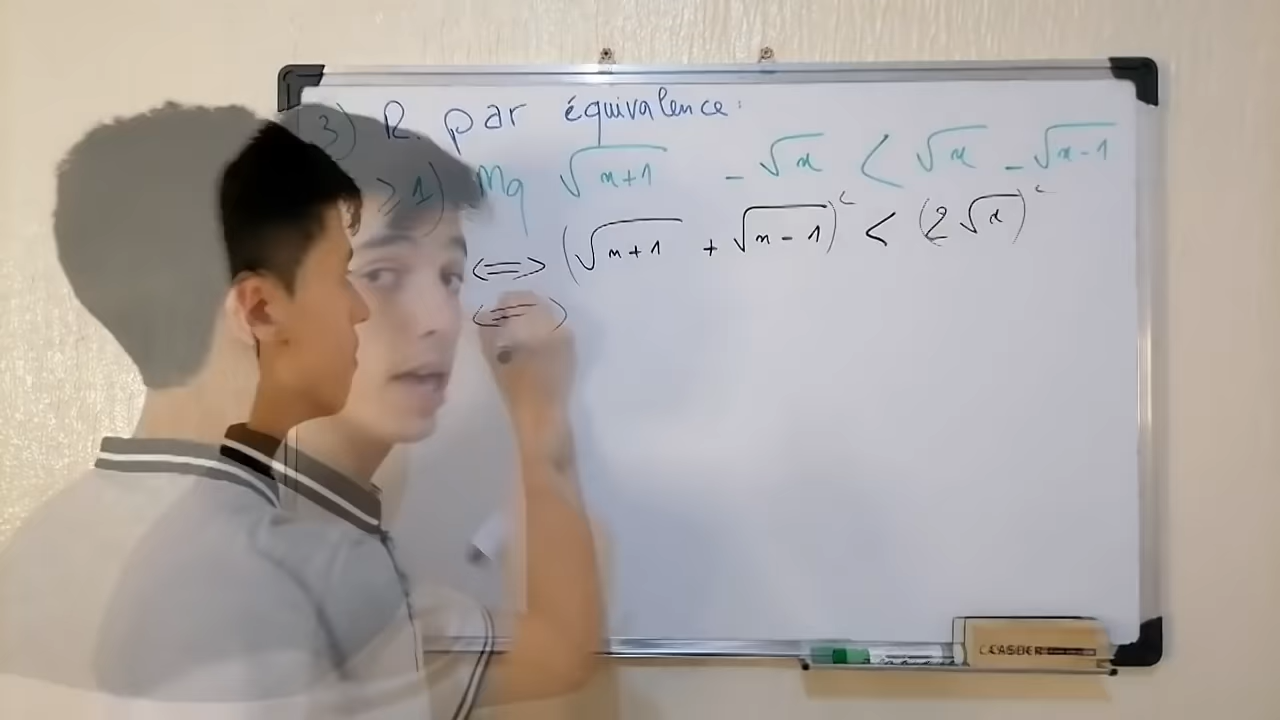 3) R. par équivalence:
≥ 1) Mq √(n+1) - √n < √n - √(n-1)
<=> (√(n+1) + √(n-1))² < (2√n)²
<=>